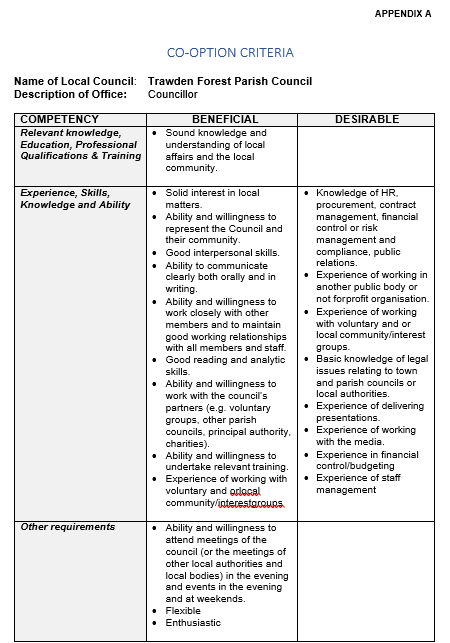 APPENDIX A
CO-OPTION CRITERIA
Name of Local Council: Trawden Forest Parish Council
Description of Office: Councillor
COMPETENCY
BENEFICIAL
DESIRABLE
Relevant knowledge,
Education, Professional
Qualifications & Training
• Sound knowledge and
understanding of local
affairs and the local
community.
Experience, Skills,
Knowledge and Ability
• Solid interest in local
matters.
• Ability and willingness to
represent the Council and
their community.
• Good interpersonal skills.
• Ability to communicate
clearly both orally and in
writing.
• Ability and willingness to
work closely with other
members and to maintain
good working relationships
with all members and staff.
• Good reading and analytic
skills.
• Ability and willingness to
work with the council's
partners (e.g. voluntary
groups, other parish
councils, principal authority,
charities).
• Ability and willingness to
undertake relevant training.
• Experience of working with
voluntary and orlocal
community/interestgroups.
• Knowledge of HR,
procurement, contract
management, financial
control or risk
management and
compliance, public
relations.
• Experience of working in
another public body or
not forprofit organisation.
• Experience of working
with voluntary and or
local community/interest
groups.
• Basic knowledge of legal
issues relating to town
and parish councils or
local authorities.
• Experience of delivering
presentations.
• Experience of working
with the media.
• Experience in financial
control/budgeting
• Experience of staff
management
Other requirements
• Ability and willingness to
attend meetings of the
council (or the meetings of
other local authorities and
local bodies) in the evening
and events in the evening
and at weekends.
• Flexible
• Enthusiastic